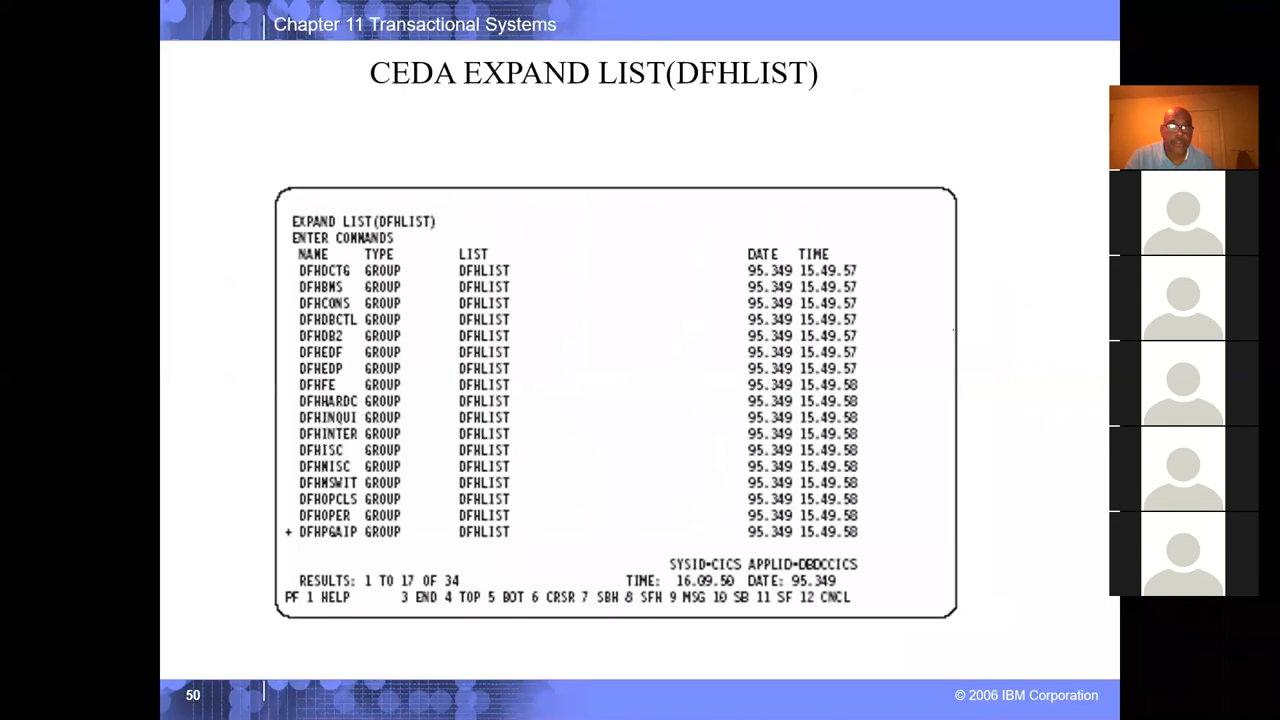 Chapter 11 Transactional Systems
CEDA EXPAND LIST(DFHLIST)
EXPAND LIST(DFHLIST)
ENTER COMMANDS
NAME TYPE LIST DATE TIME
DFHDCTG GROUP DFHLIST 95.349 15.49.57
DFHBMS GROUP DFHLIST 95.349 15.49.57
DFHCONS GROUP DFHLIST 95.349 15.49.57
DFHDBCTL GROUP DFHLIST 95.349 15.49.57
DFHDB2 GROUP DFHLIST 95.349 15.49.57
DFHEDF GROUP DFHLIST 95.349 15.49.57
DFHEDP GROUP DFHLIST 95.349 15.49.57
DFHFE GROUP DFHLIST 95.349 15.49.58
DFHHARDC GROUP DFHLIST 95.349 15.49.58
DFHINQUI GROUP DFHLIST 95.349 15.49.58
DFHINTER GROUP DFHLIST 95.349 15.49.58
DFHISC GROUP DFHLIST 95.349 15.49.58
DFHMISC GROUP DFHLIST 95.349 15.49.58
DFHMSWIT GROUP DFHLIST 95.349 15.49.58
DFHOPCLS GROUP DFHLIST 95.349 15.49.58
DFHOPER GROUP DFHLIST 95.349 15.49.58
+ DFHPGAIP GROUP DFHLIST 95.349 15.49.58
SYSID=CICS APPLID=DBDCCICS
RESULTS: 1 TO 17 OF 34 TIME: 16.09.50 DATE: 95.349
PF 1 HELP 3 END 4 TOP 5 BOT 6 CRSR 7 SBH 8 SFH 9 MSG 10 SB 11 SF 12 CNCL
50 © 2006 IBM Corporation